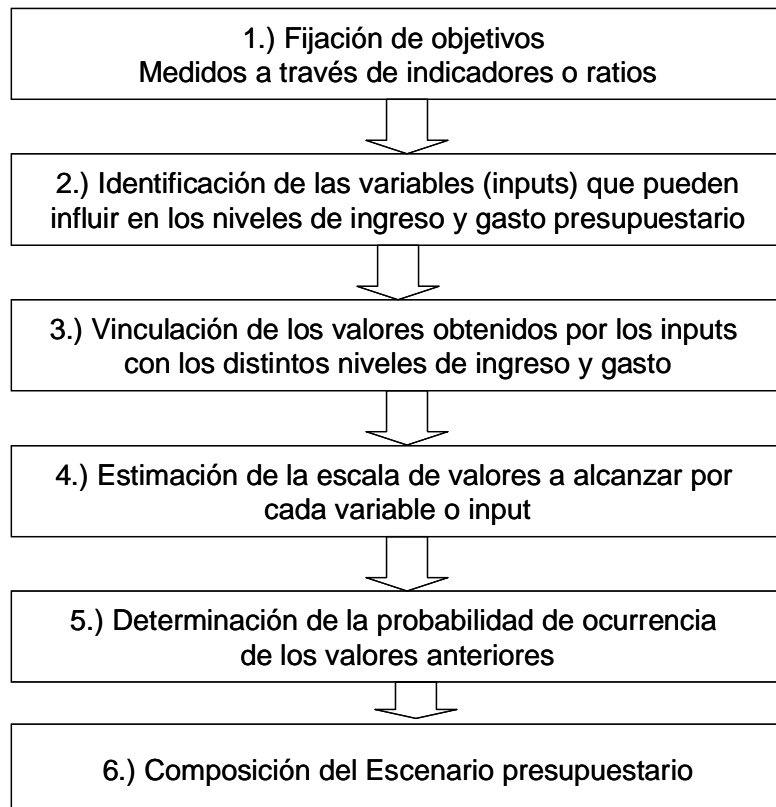 1.) Fijación de objetivos
Medidos a través de indicadores o ratios
2.) Identificación de las variables (inputs) que pueden
influir en los niveles de ingreso y gasto presupuestario
3.) Vinculación de los valores obtenidos por los inputs
con los distintos niveles de ingreso y gasto
4.) Estimación de la escala de valores a alcanzar por
cada variable o input
5.) Determinación de la probabilidad de ocurrencia
de los valores anteriores
6.) Composición del Escenario presupuestario